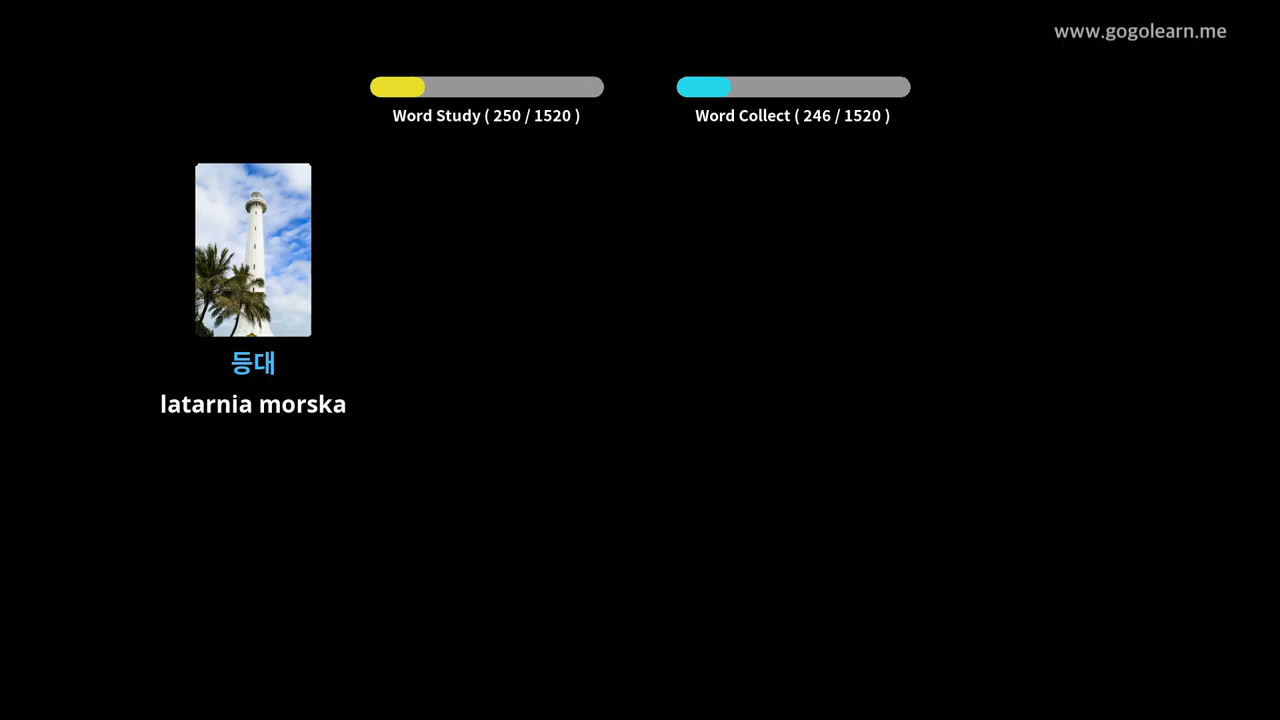 www.gogolearn.me
Word Study ( 250 / 1520 )
Word Collect ( 246 / 1520 )
등대
latarnia morska